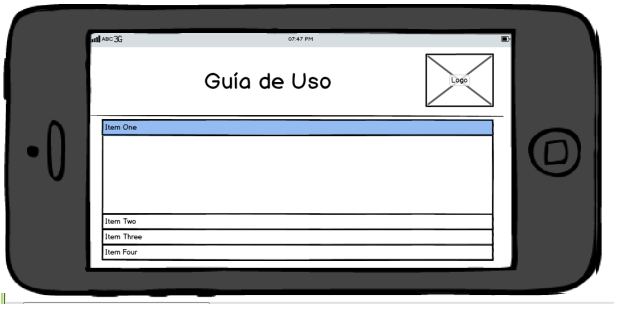 ABC 3G 07:47 PM
Guía de Uso
Logo
Item One
Item Two
Item Three
Item Four